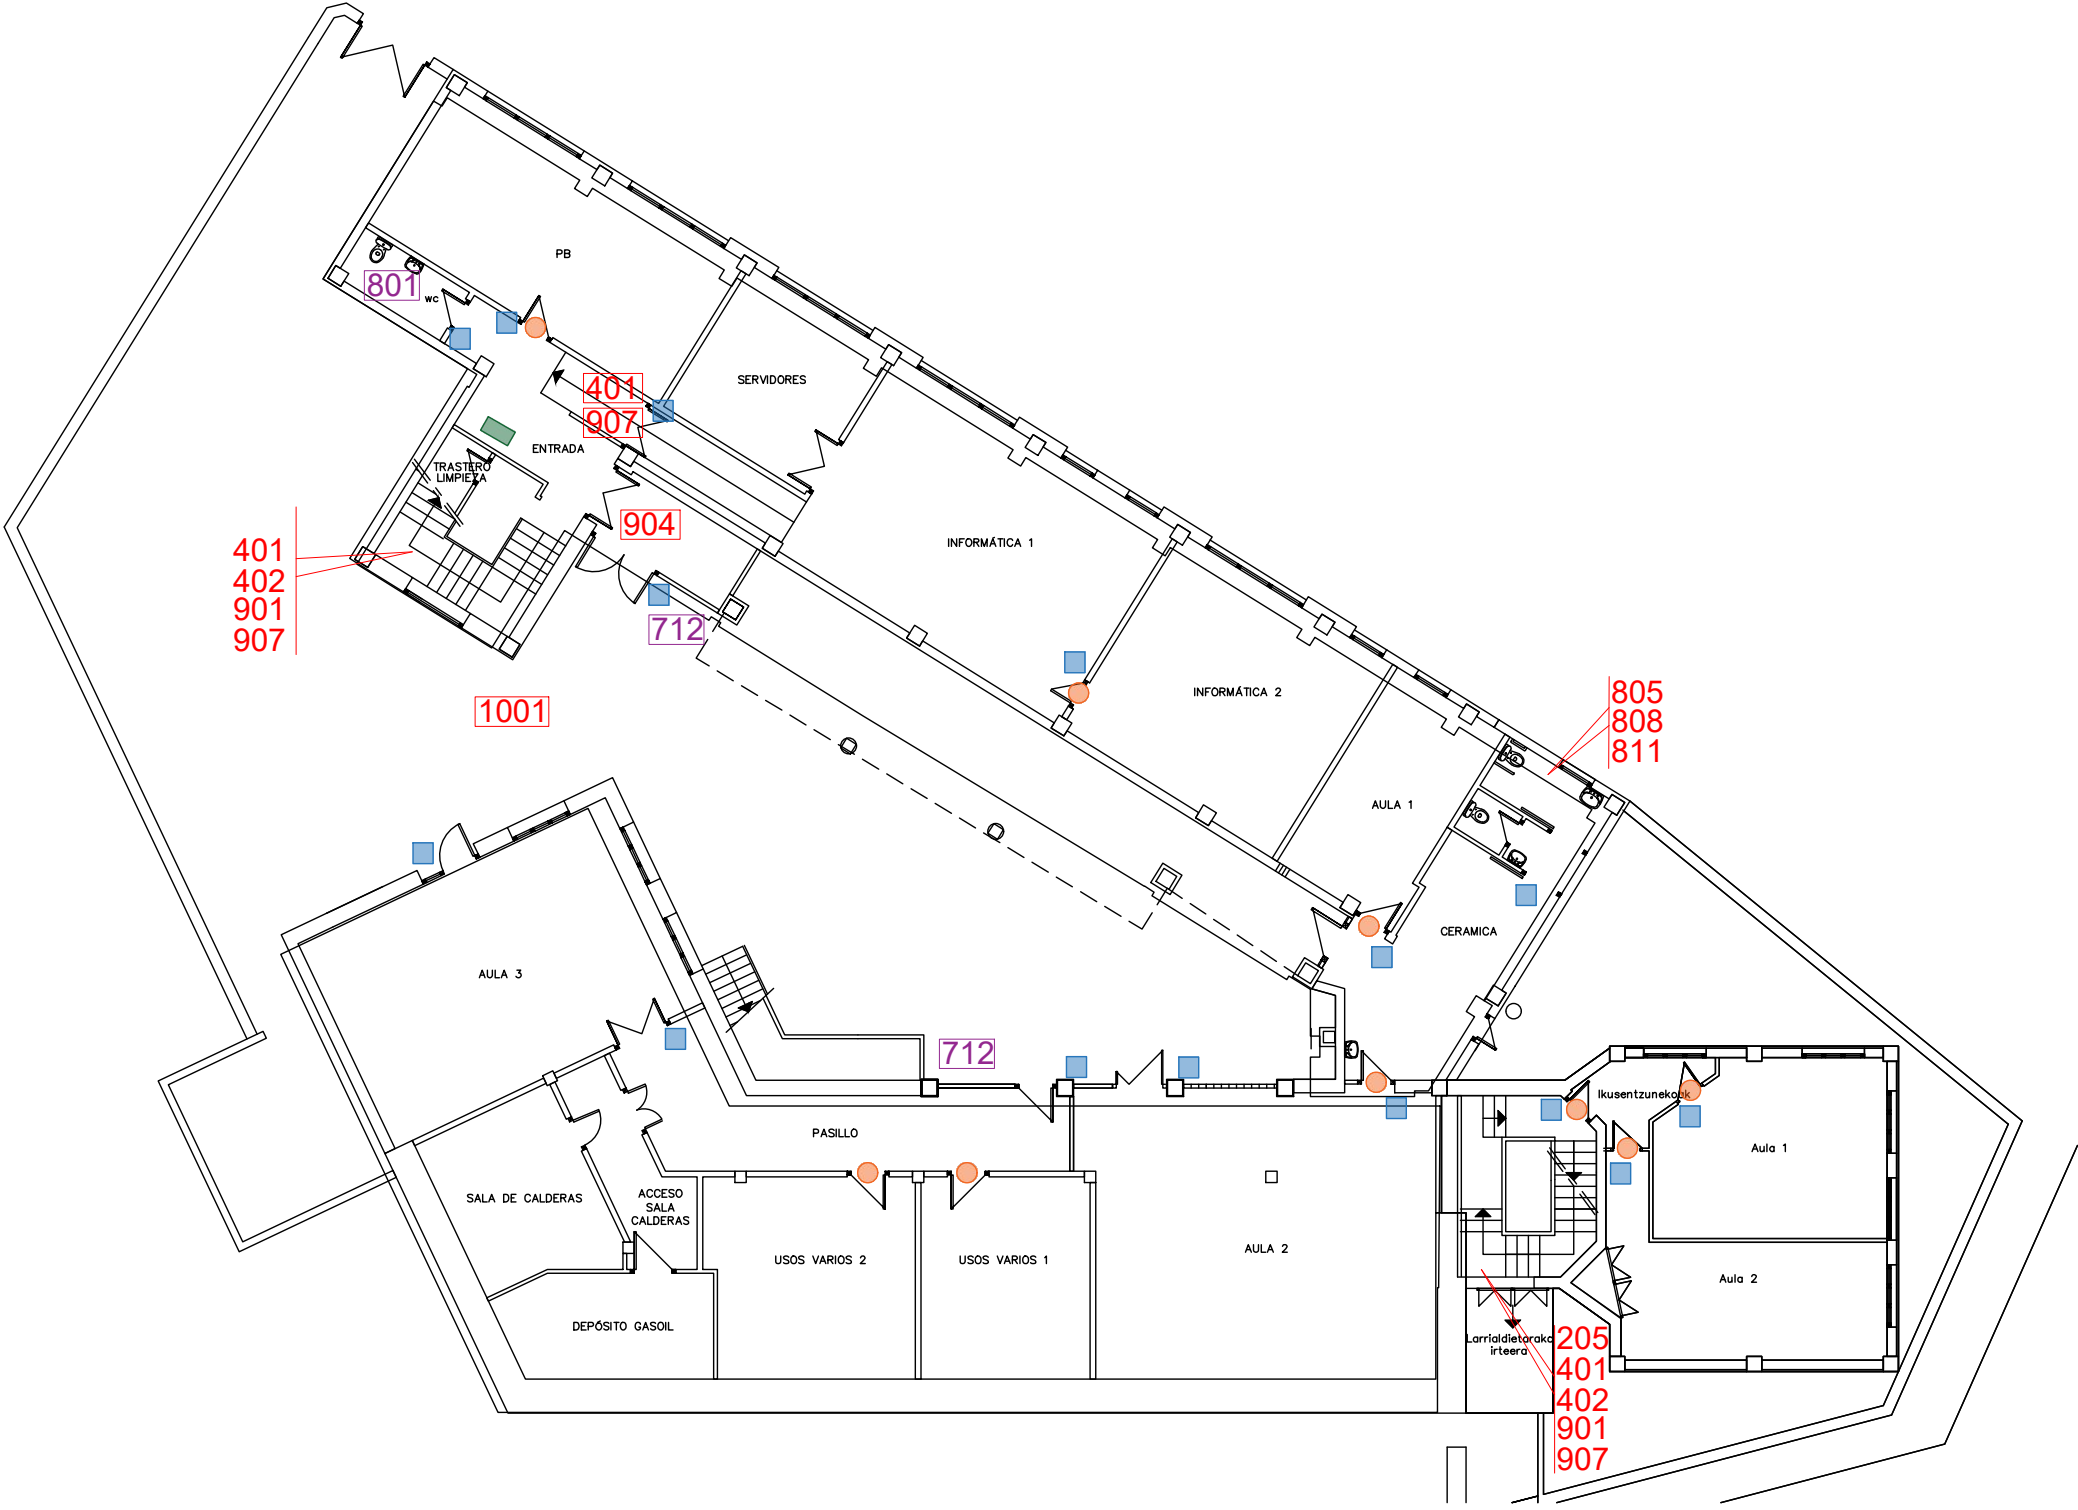 PB
801
WC
401
907
SERVIDORES
ENTRADA
TRASTERO
LIMPIEZA
904
INFORMÁTICA 1
401
402
901
907
712
INFORMÁTICA 2
1001
805
808
811
AULA 1
CERAMICA
AULA 3
712
Ikusentzunekoak
PASILLO
Aula 1
SALA DE CALDERAS
ACCESO
SALA
CALDERAS
USOS VARIOS 2
USOS VARIOS 1
AULA 2
Aula 2
DEPÓSITO GASOIL
Larrialdietarako
irteera
205
401
402
901
907